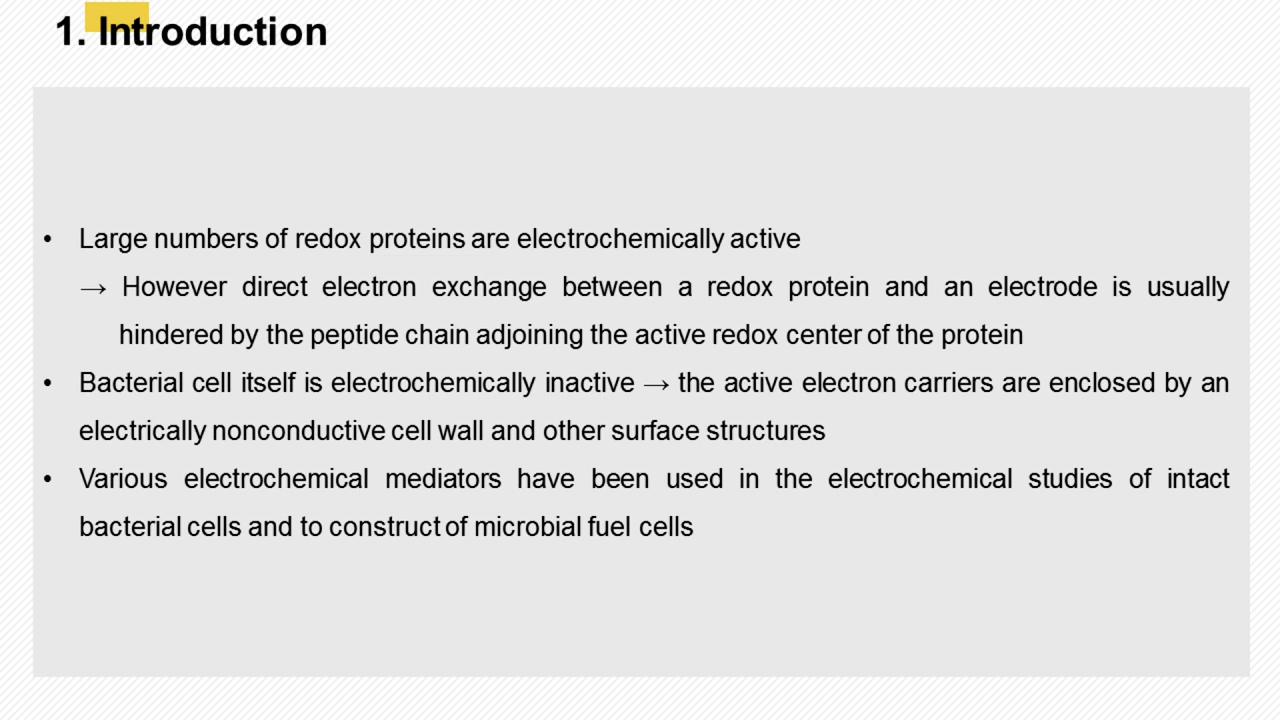 1. Introduction
• Large numbers of redox proteins are electrochemically active
→ However direct electron exchange between a redox protein and an electrode is usually
hindered by the peptide chain adjoining the active redox center of the protein
• Bacterial cell itself is electrochemically inactive → the active electron carriers are enclosed by an
electrically nonconductive cell wall and other surface structures
• Various electrochemical mediators have been used in the electrochemical studies of intact
bacterial cells and to construct of microbial fuel cells